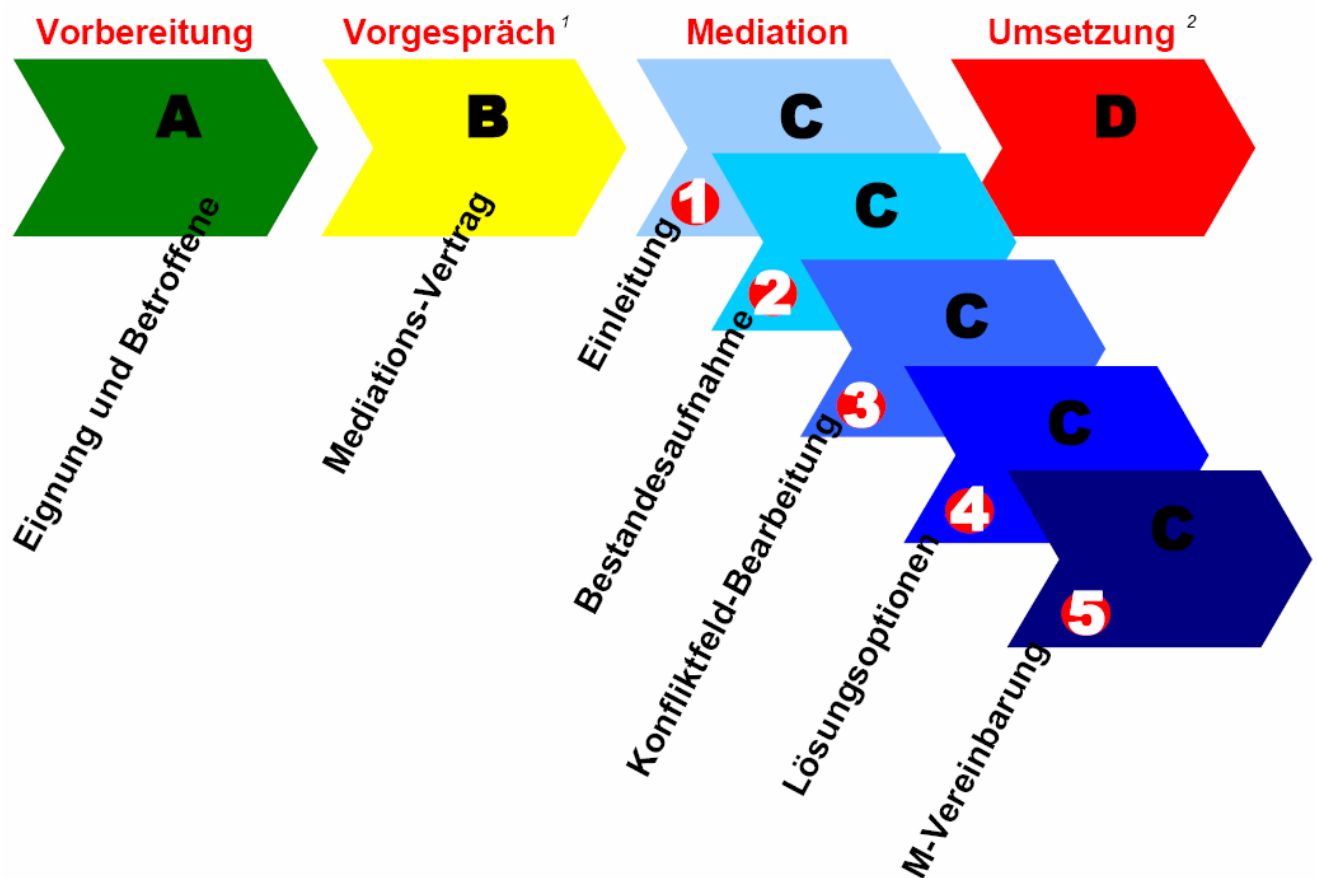 Vorbereitung
Vorgespräch 1
Mediation
Umsetzung 2
A
B
C
D
Eignung und Betroffene
Mediations-Vertrag
1
Einleitung
C
2
Bestandesaufnahme
C
3
Konfliktfeld-Bearbeitung
C
4
Lösungsoptionen
C
5
M-Vereinbarung